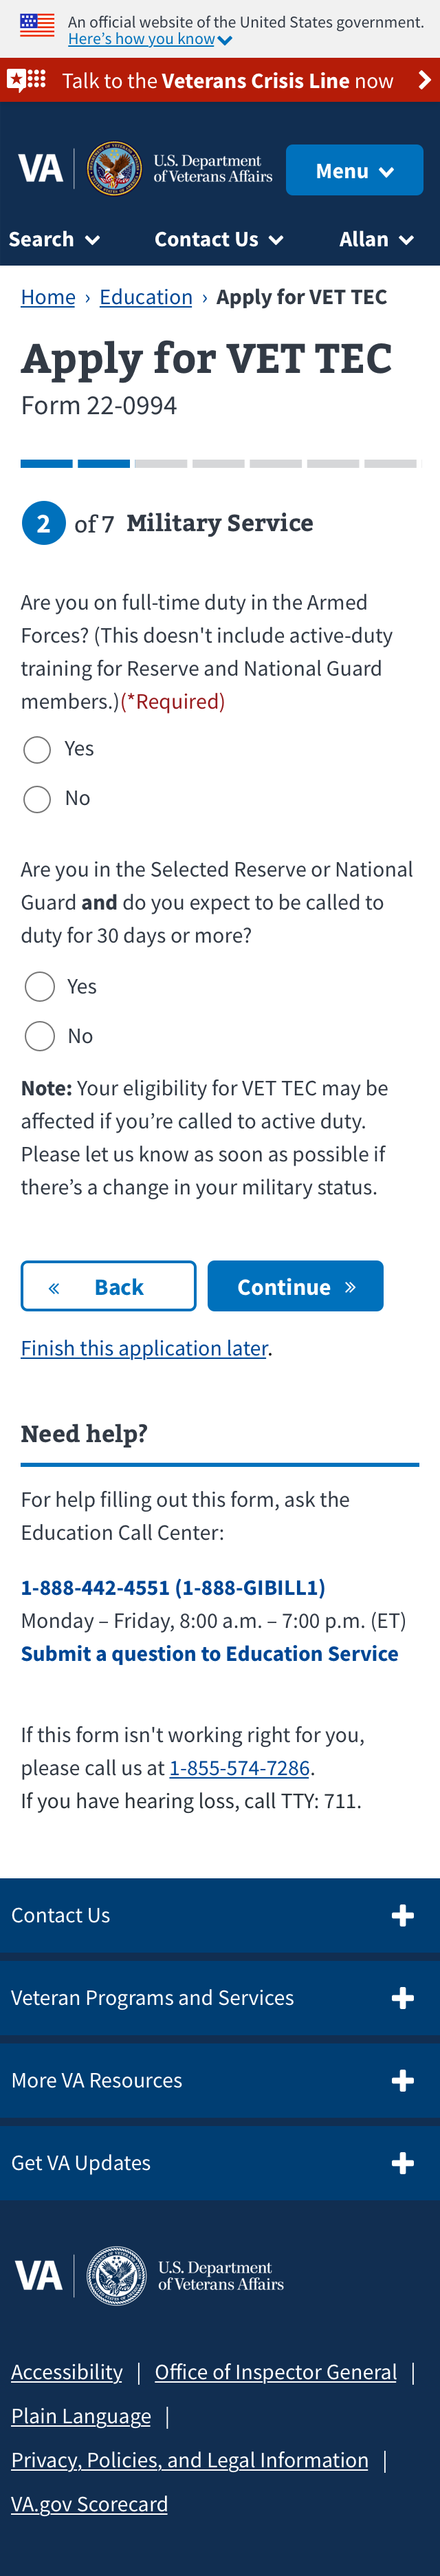 An official website of the United States government.
Here’s how you know
Talk to the Veterans Crisis Line now
VA
U.S. Department
of Veterans Affairs
Menu
Search
Contact Us
Allan
Home › Education › Apply for VET TEC
Apply for VET TEC
Form 22-0994
2 of 7 Military Service
Are you on full-time duty in the Armed
Forces? (This doesn't include active-duty
training for Reserve and National Guard
members.)(*Required)
Yes
No
Are you in the Selected Reserve or National
Guard and do you expect to be called to
duty for 30 days or more?
Yes
No
Note: Your eligibility for VET TEC may be
affected if you’re called to active duty.
Please let us know as soon as possible if
there’s a change in your military status.
« Back
Continue »
Finish this application later.
Need help?
For help filling out this form, ask the
Education Call Center:
1-888-442-4551 (1-888-GIBILL1)
Monday – Friday, 8:00 a.m. – 7:00 p.m. (ET)
Submit a question to Education Service
If this form isn't working right for you,
please call us at 1-855-574-7286.
If you have hearing loss, call TTY: 711.
Contact Us
Veteran Programs and Services
More VA Resources
Get VA Updates
VA
U.S. Department
of Veterans Affairs
Accessibility | Office of Inspector General |
Plain Language |
Privacy, Policies, and Legal Information |
VA.gov Scorecard